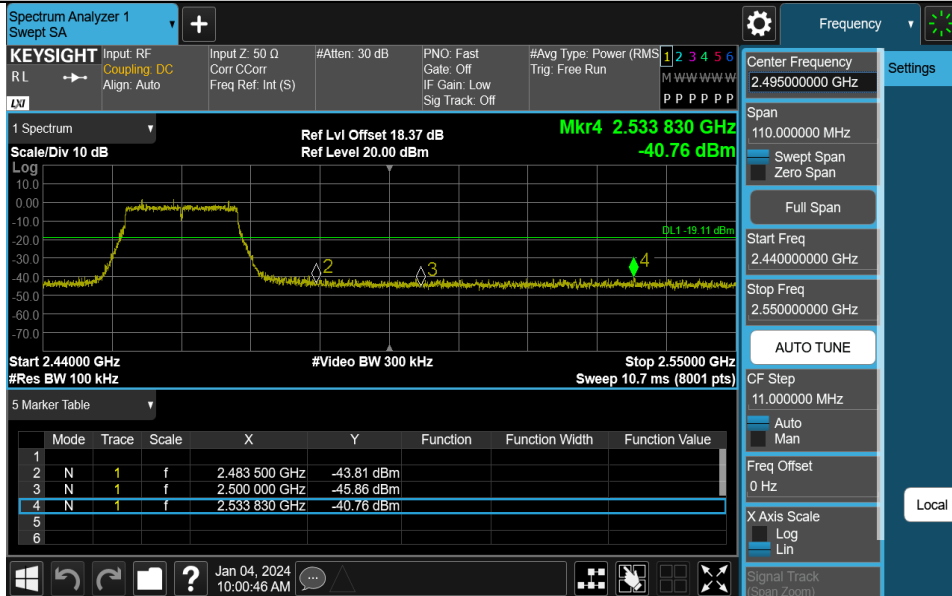 Spectrum Analyzer 1
Swept SA
+
Frequency
KEYSIGHT
R L
LXI
Input: RF
Coupling: DC
Align: Auto
Input Z: 50 Ω
Corr CCorr
Freq Ref: Int (S)
#Atten: 30 dB
PNO: Fast
Gate: Off
IF Gain: Low
Sig Track: Off
#Avg Type: Power (RMS
Trig: Free Run
1 2 3 4 5 6
M W W W W W
P P P P P P
1 Spectrum
Scale/Div 10 dB
Ref Lvl Offset 18.37 dB
Ref Level 20.00 dBm
Mkr4 2.533 830 GHz
-40.76 dBm
Log
10.0
0.00
-10.0
-20.0
-30.0
-40.0
-50.0
-60.0
-70.0
DL1 -19.11 dBm
2
3
4
Start 2.44000 GHz
#Video BW 300 kHz
Stop 2.55000 GHz
#Res BW 100 kHz
Sweep 10.7 ms (8001 pts)
5 Marker Table
Mode Trace Scale X Y Function Function Width Function Value
1
2 N 1 f 2.483 500 GHz -43.81 dBm
3 N 1 f 2.500 000 GHz -45.86 dBm
4 N 1 f 2.533 830 GHz -40.76 dBm
5
6
?
Jan 04, 2024
10:00:46 AM
Center Frequency
2.495000000 GHz
Settings
Span
110.000000 MHz
Swept Span
Zero Span
Full Span
Start Freq
2.440000000 GHz
Stop Freq
2.550000000 GHz
AUTO TUNE
CF Step
11.000000 MHz
Auto
Man
Freq Offset
0 Hz
X Axis Scale
Log
Lin
Local
Signal Track
(Span Zoom)